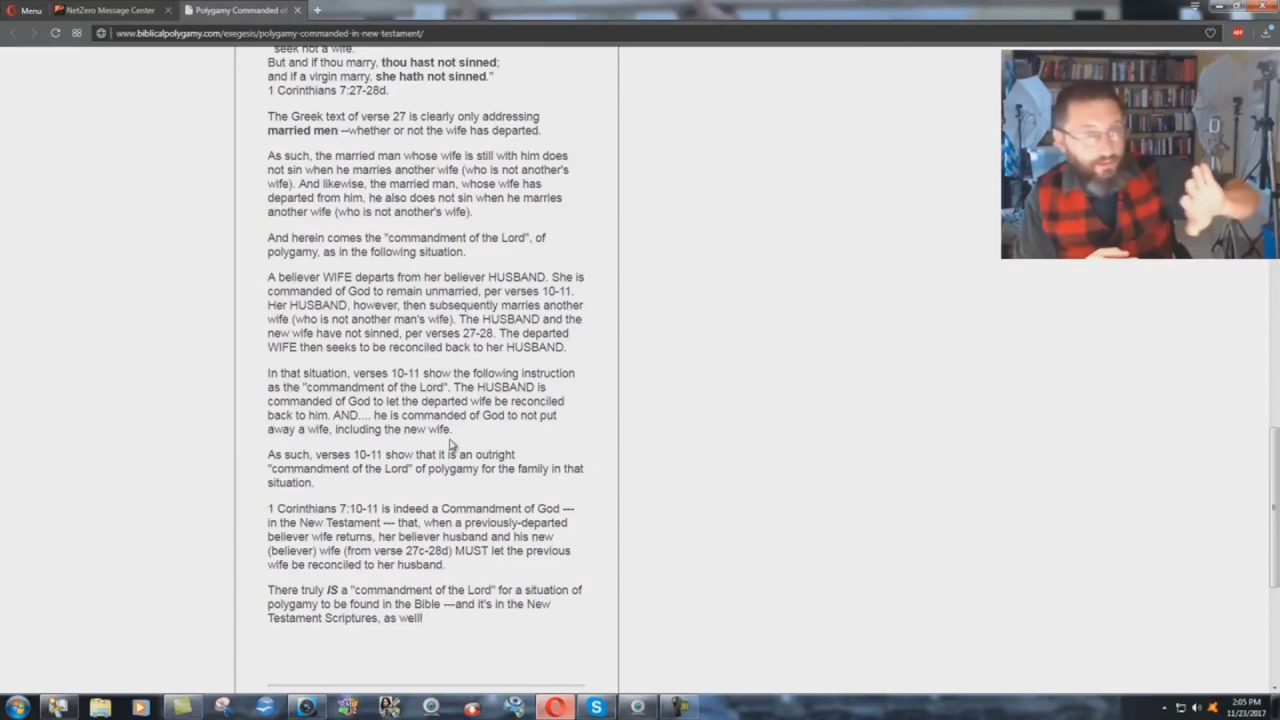 Menu
NetZero Message Center
Polygamy Commanded of
www.biblicalpolygamy.com/exegesis/polygamy-commanded-in-new-testament/
seek not a wife.
But and if thou marry, thou hast not sinned;
and if a virgin marry, she hath not sinned."
1 Corinthians 7:27-28d.
The Greek text of verse 27 is clearly only addressing
married men --whether or not the wife has departed.
As such, the married man whose wife is still with him does
not sin when he marries another wife (who is not another's
wife). And likewise, the married man, whose wife has
departed from him, he also does not sin when he marries
another wife (who is not another's wife).
And herein comes the "commandment of the Lord", of
polygamy, as in the following situation.
A believer WIFE departs from her believer HUSBAND. She is
commanded of God to remain unmarried, per verses 10-11.
Her HUSBAND, however, then subsequently marries another
wife (who is not another man's wife). The HUSBAND and the
new wife have not sinned, per verses 27-28. The departed
WIFE then seeks to be reconciled back to her HUSBAND.
In that situation, verses 10-11 show the following instruction
as the "commandment of the Lord". The HUSBAND is
commanded of God to let the departed wife be reconciled
back to him. AND.... he is commanded of God to not put
away a wife, including the new wife.
As such, verses 10-11 show that it is an outright
"commandment of the Lord" of polygamy for the family in that
situation.
1 Corinthians 7:10-11 is indeed a Commandment of God ---
in the New Testament --- that, when a previously-departed
believer wife returns, her believer husband and his new
(believer) wife (from verse 27c-28d) MUST let the previous
wife be reconciled to her husband.
There truly IS a "commandment of the Lord" for a situation of
polygamy to be found in the Bible ---and it's in the New
Testament Scriptures, as well!
2:05 PM
11/23/2017